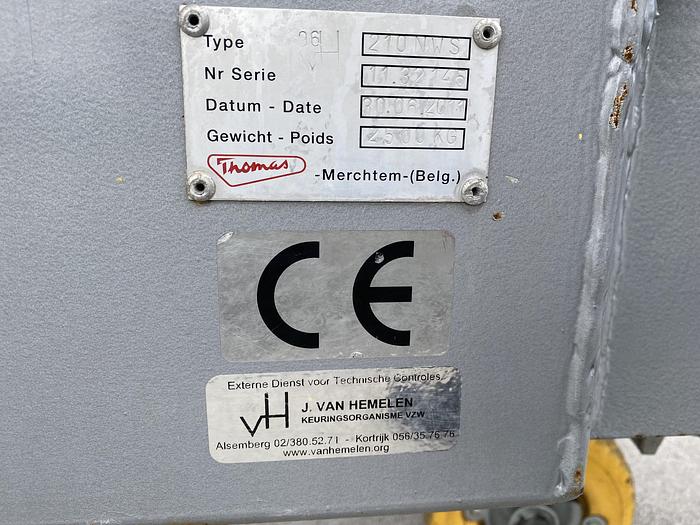 Type 210 NWS
Nr Serie 11.32146
Datum - Date 30.06.2011
Gewicht - Poids 2500 KG
Thomas -Merchtem-(Belg.)
CE
Externe Dienst voor Technische Controles
vH J. VAN HEMELEN
KEURINGSORGANISME VZW
Alsemberg 02/380.52.71 - Kortrijk 056/35.76.76
www.vanhemelen.org